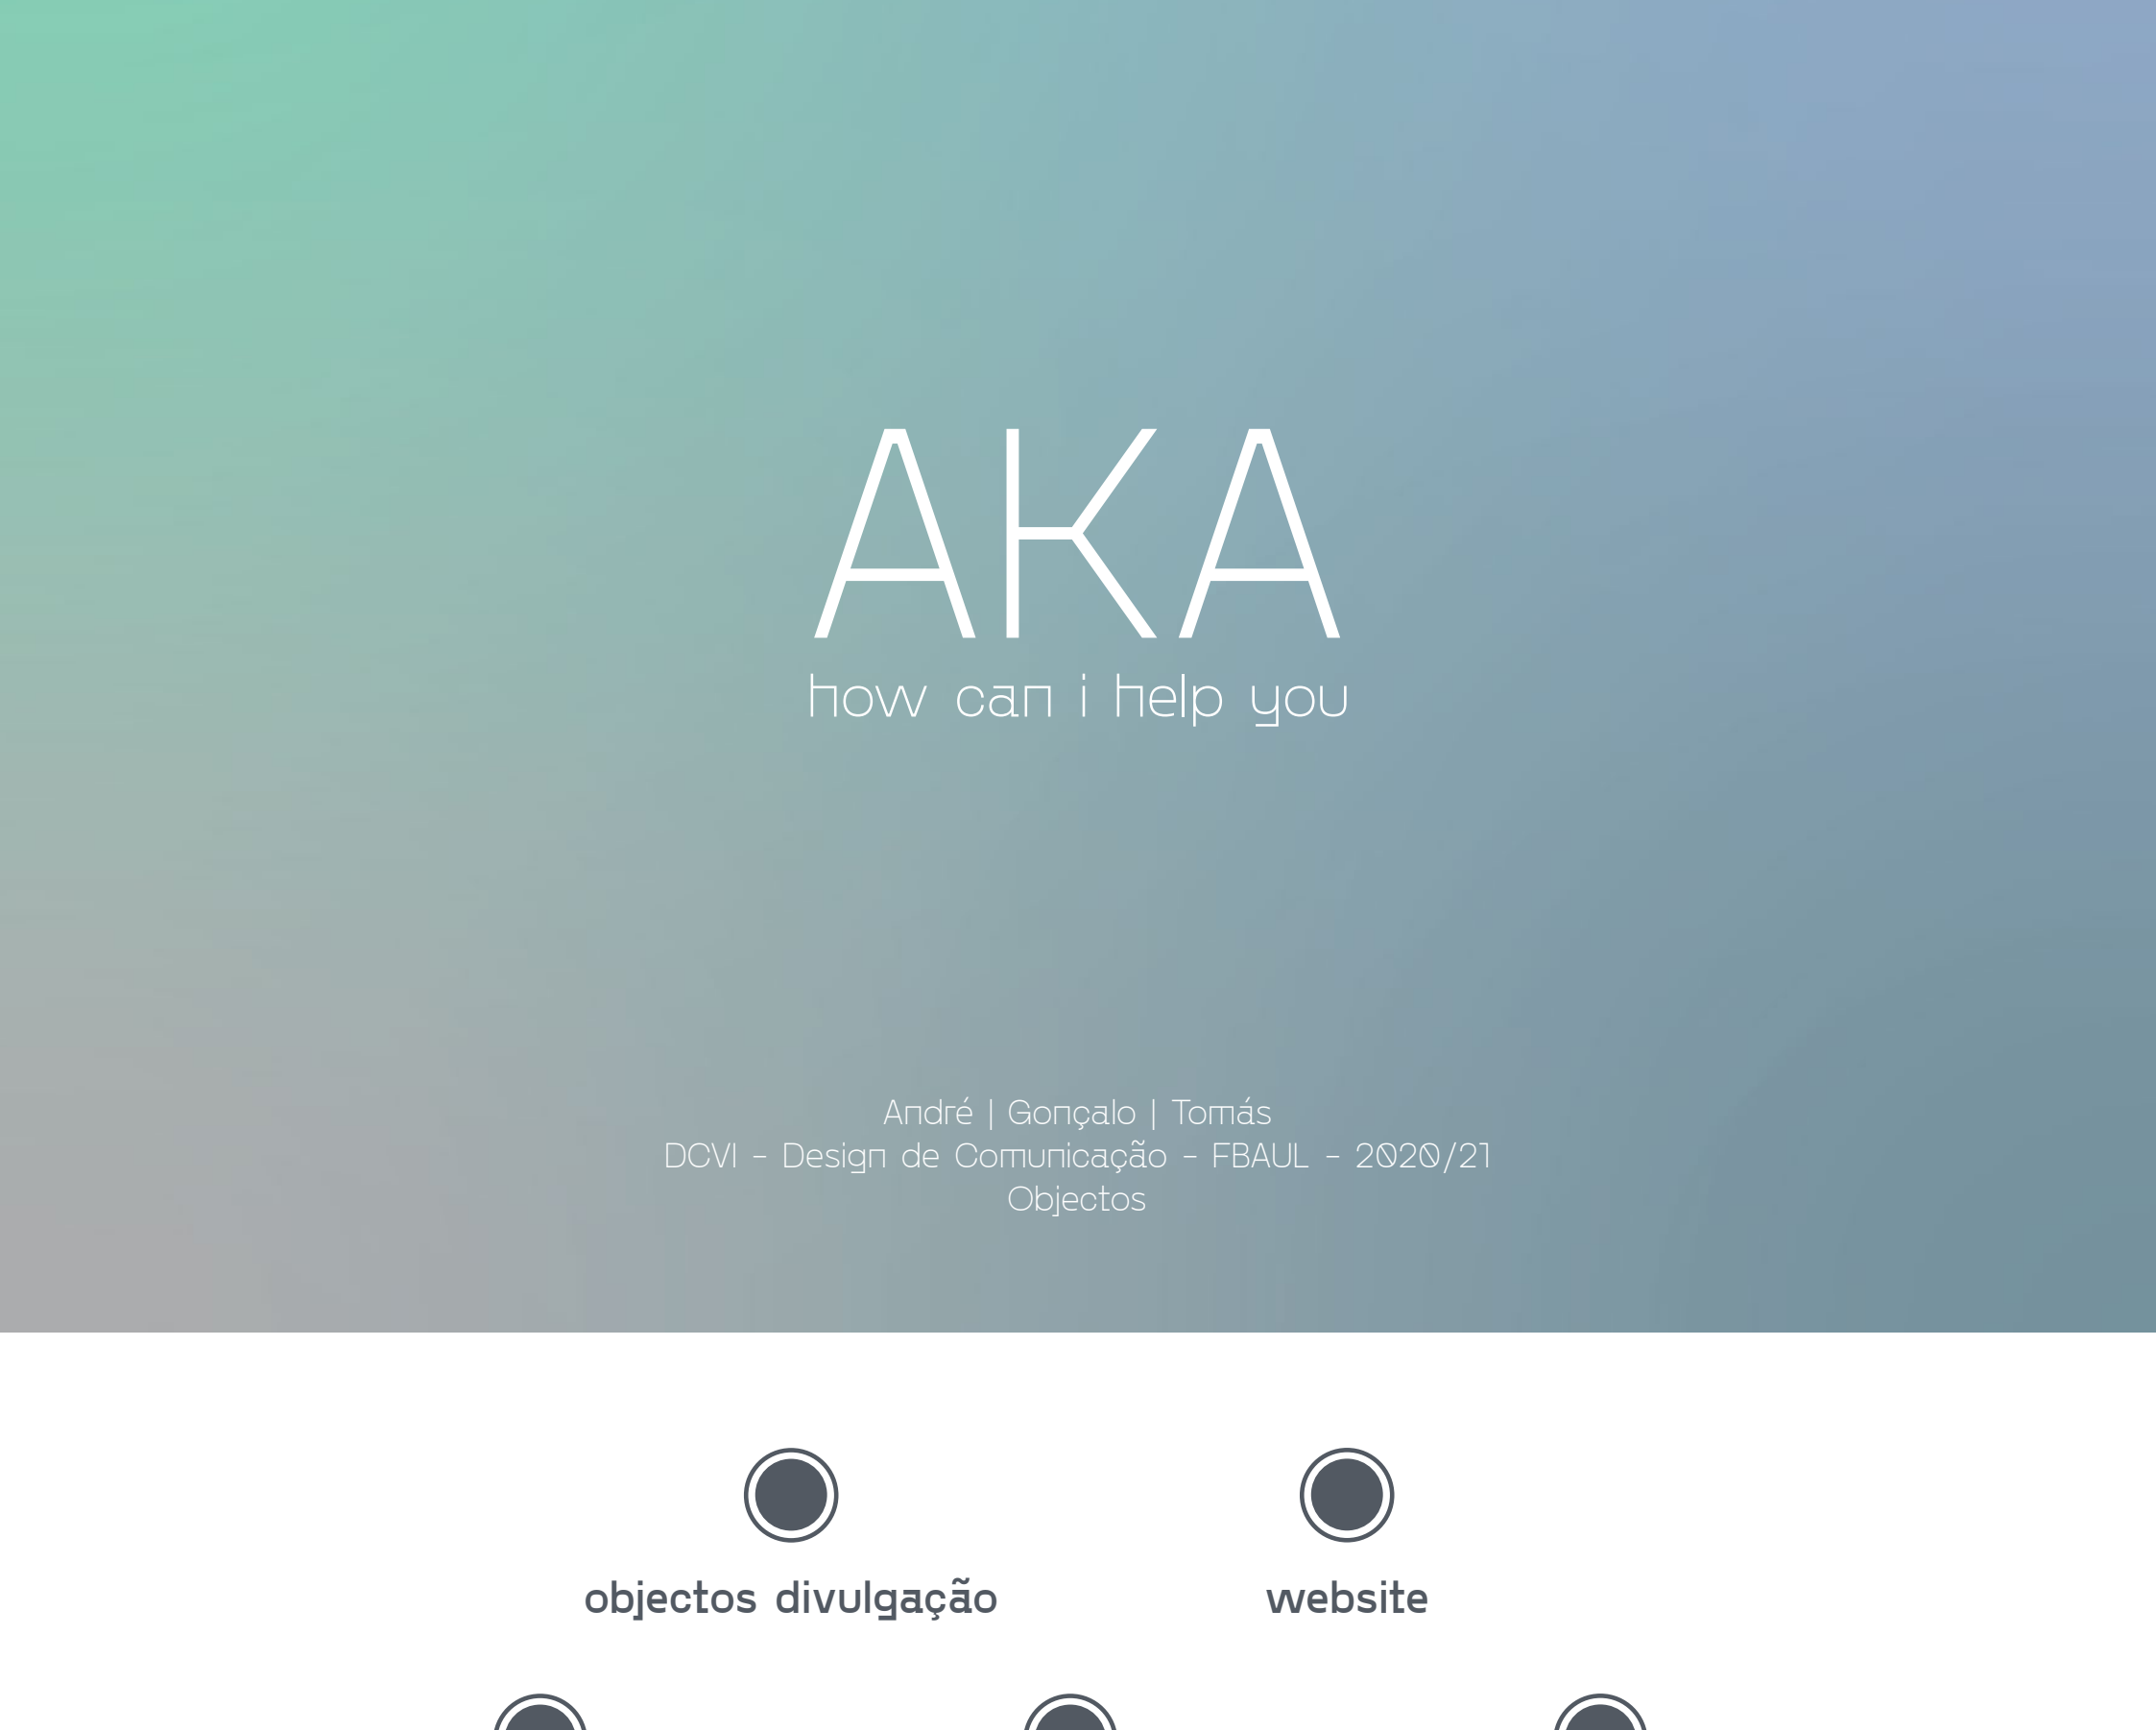 AKA
how can i help you
André | Gonçalo | Tomás
DCVI - Design de Comunicação - FBAUL - 2020/21
Objectos
objectos divulgação
website